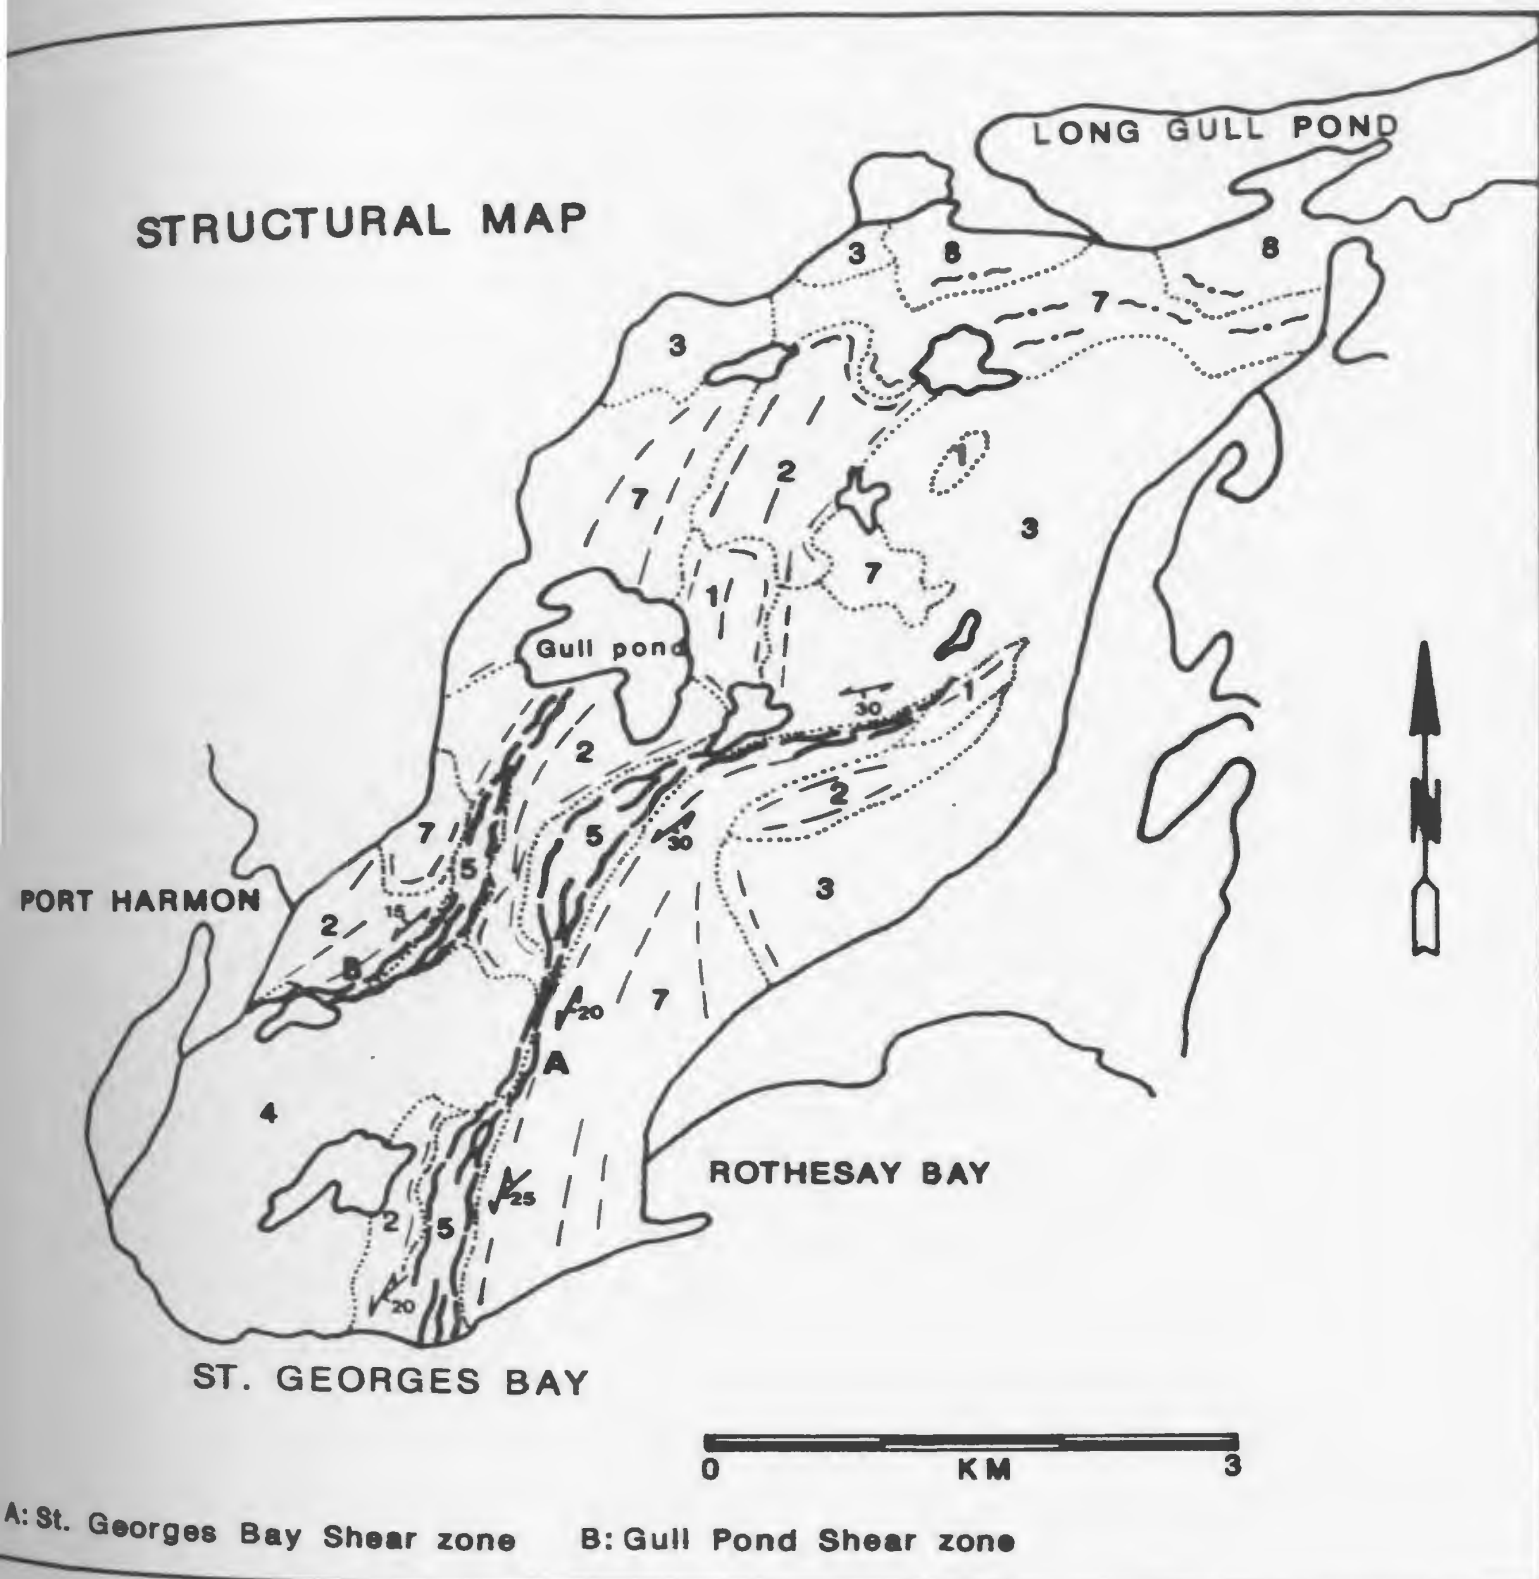 LONG GULL POND
STRUCTURAL MAP
3 8 8
7
3
2 1
7
3
7
1
Gull pond
30 1
2
2
7 5 30
5
PORT HARMON 15 3
2
B
20 7
A
4
ROTHESAY BAY
25
2 5
20
ST. GEORGES BAY
0 KM 3
A: St. Georges Bay Shear zone B: Gull Pond Shear zone